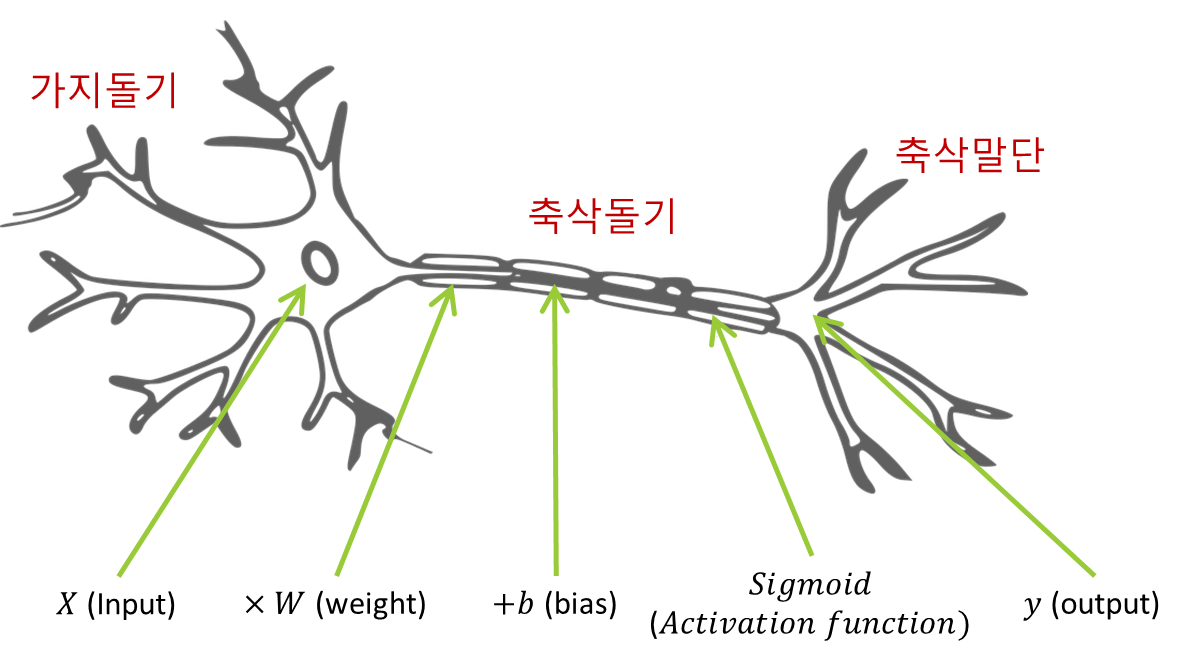 가지돌기
축삭말단
축삭돌기
X (Input)
× W (weight)
+b (bias)
Sigmoid
(Activation function)
y (output)